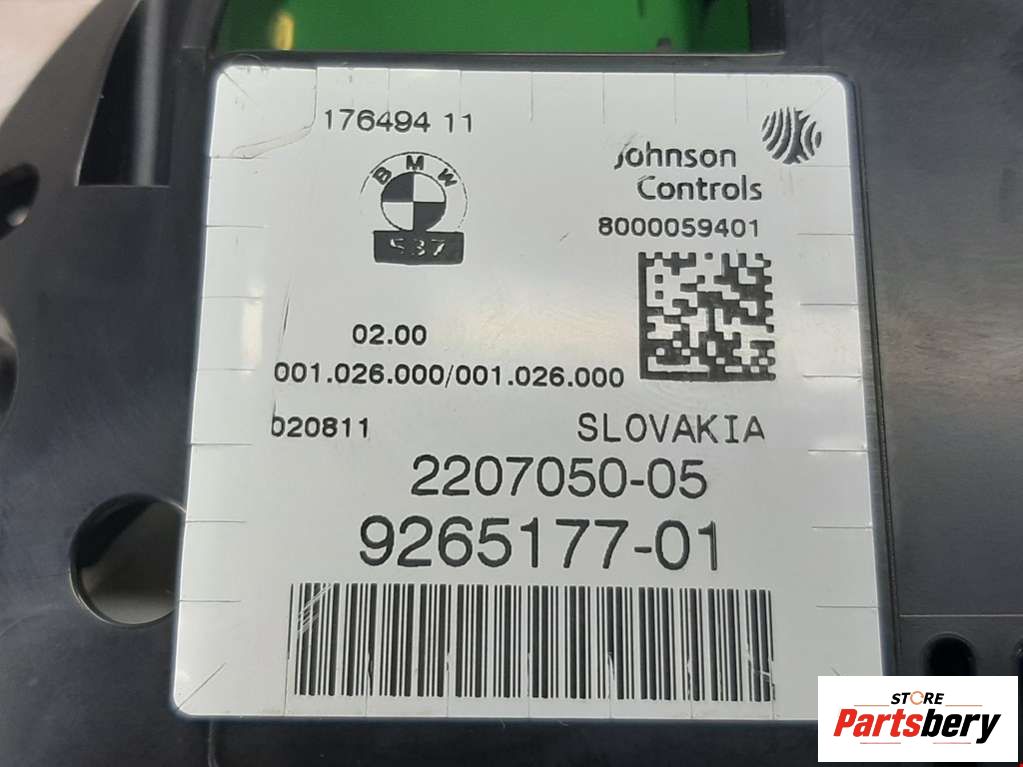 176494 11
BMW
537
Johnson
Controls
8000059401
02.00
001.026.000/001.026.000
020811
SLOVAKIA
2207050-05
9265177-01
STORE
Partsbery